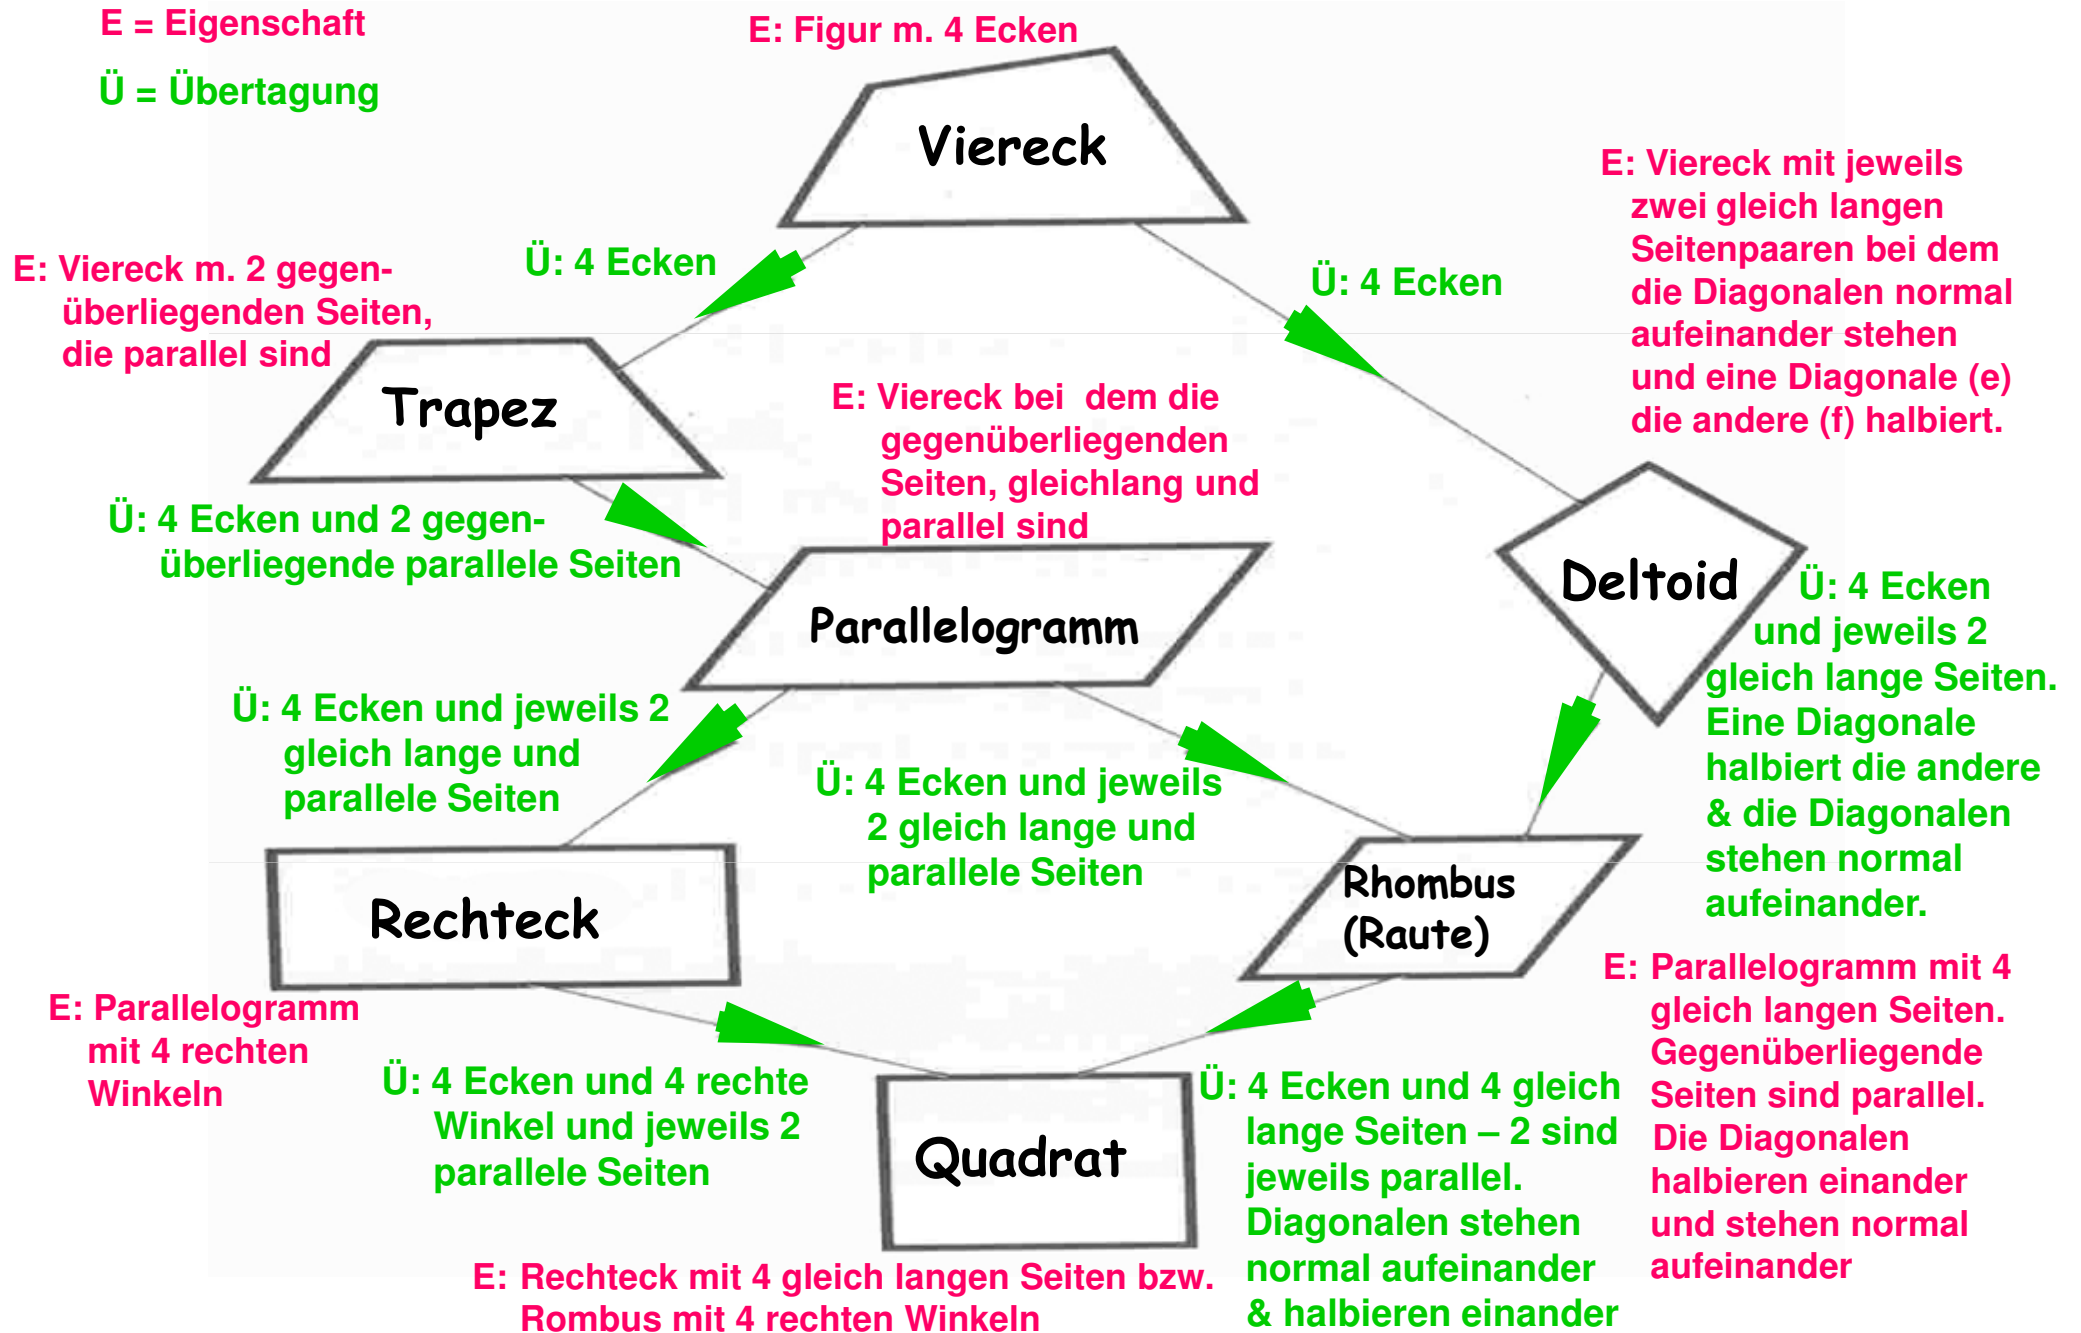 E = Eigenschaft
Ü = Übertagung
E: Figur m. 4 Ecken
Viereck
E: Viereck mit jeweils
zwei gleich langen
Seitenpaaren bei dem
die Diagonalen normal
aufeinander stehen
und eine Diagonale (e)
die andere (f) halbiert.
Ü: 4 Ecken
Ü: 4 Ecken
E: Viereck m. 2 gegen-
überliegenden Seiten,
die parallel sind
Trapez
E: Viereck bei  dem die
gegenüberliegenden
Seiten, gleichlang und
parallel sind
Ü: 4 Ecken und 2 gegen-
überliegende parallele Seiten
Parallelogramm
Deltoid
Ü: 4 Ecken
und jeweils 2
gleich lange Seiten.
Eine Diagonale
halbiert die andere
& die Diagonalen
stehen normal
aufeinander.
Ü: 4 Ecken und jeweils 2
gleich lange und
parallele Seiten
Ü: 4 Ecken und jeweils
2 gleich lange und
parallele Seiten
Rechteck
Rhombus
(Raute)
E: Parallelogramm
mit 4 rechten
Winkeln
E: Parallelogramm mit 4
gleich langen Seiten.
Gegenüberliegende
Seiten sind parallel.
Die Diagonalen
halbieren einander
und stehen normal
aufeinander
Ü: 4 Ecken und 4 rechte
Winkel und jeweils 2
parallele Seiten
Quadrat
Ü: 4 Ecken und 4 gleich
lange Seiten – 2 sind
jeweils parallel.
Diagonalen stehen
normal aufeinander
& halbieren einander
E: Rechteck mit 4 gleich langen Seiten bzw.
Rombus mit 4 rechten Winkeln